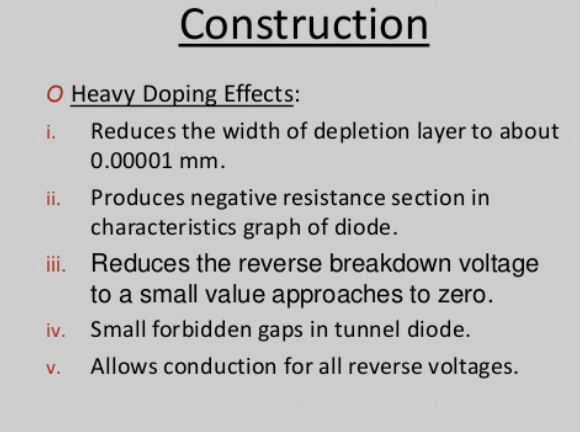 Construction
O Heavy Doping Effects:
i. Reduces the width of depletion layer to about
0.00001 mm.
ii. Produces negative resistance section in
characteristics graph of diode.
iii. Reduces the reverse breakdown voltage
to a small value approaches to zero.
iv. Small forbidden gaps in tunnel diode.
v. Allows conduction for all reverse voltages.